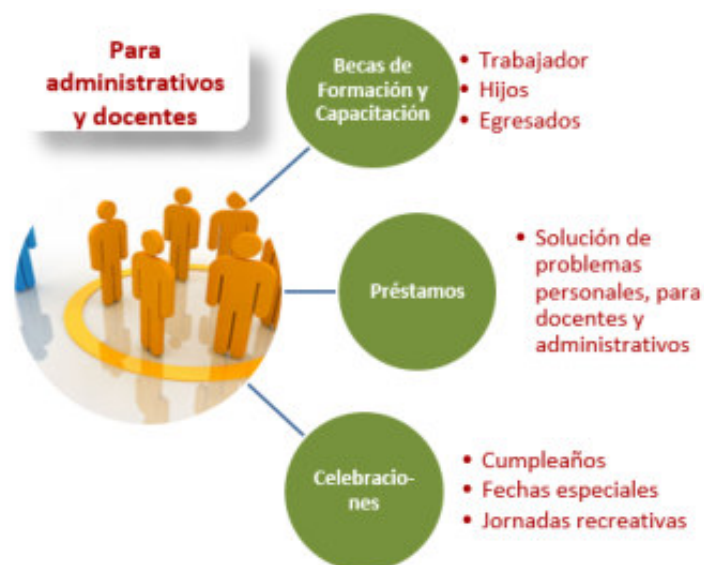 Para
administrativos
y docentes
Becas de
Formación y
Capacitación
• Trabajador
• Hijos
• Egresados
Préstamos
• Solución de
problemas
personales, para
docentes y
administrativos
Celebracio-
nes
• Cumpleaños
• Fechas especiales
• Jornadas recreativas